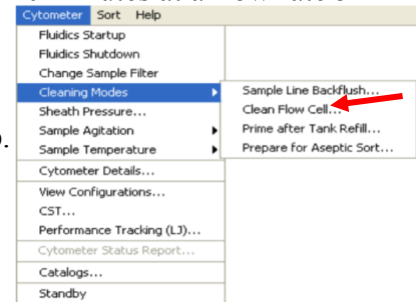 Cytometer Sort Help
Fluidics Startup
Fluidics Shutdown
Change Sample Filter
Cleaning Modes
Sample Line Backflush...
Clean Flow Cell...
Prime after Tank Refill...
Prepare for Aseptic Sort...
Sheath Pressure...
Sample Agitation
Sample Temperature
Cytometer Details...
View Configurations...
CST...
Performance Tracking (LJ)...
Cytometer Status Report...
Catalogs...
Standby